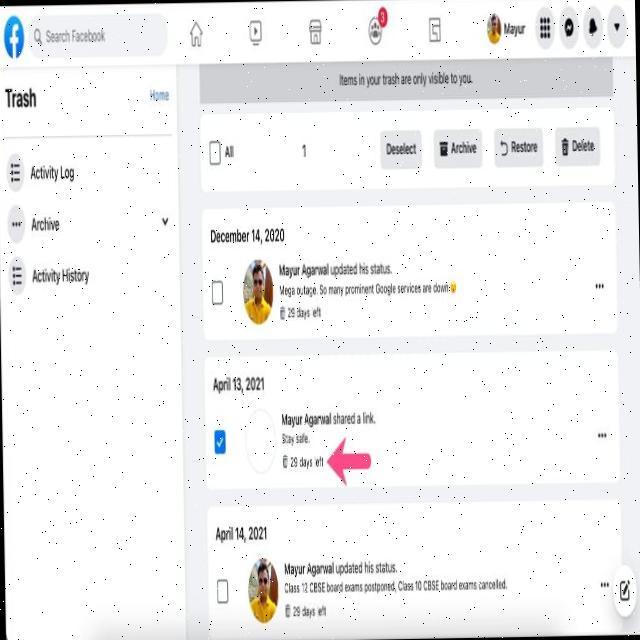 Search Facebook
3
Mayur
Trash
Home
Activity Log
Archive
Activity History
Items in your trash are only visible to you.
All 1 Deselect Archive Restore Delete
December 14, 2020
Mayur Agarwal updated his status.
Mega outage. So many prominent Google services are down😐
29 days left
April 13, 2021
Mayur Agarwal shared a link.
Stay safe.
29 days left
April 14, 2021
Mayur Agarwal updated his status.
Class 12 CBSE board exams postponed, Class 10 CBSE board exams cancelled.
29 days left